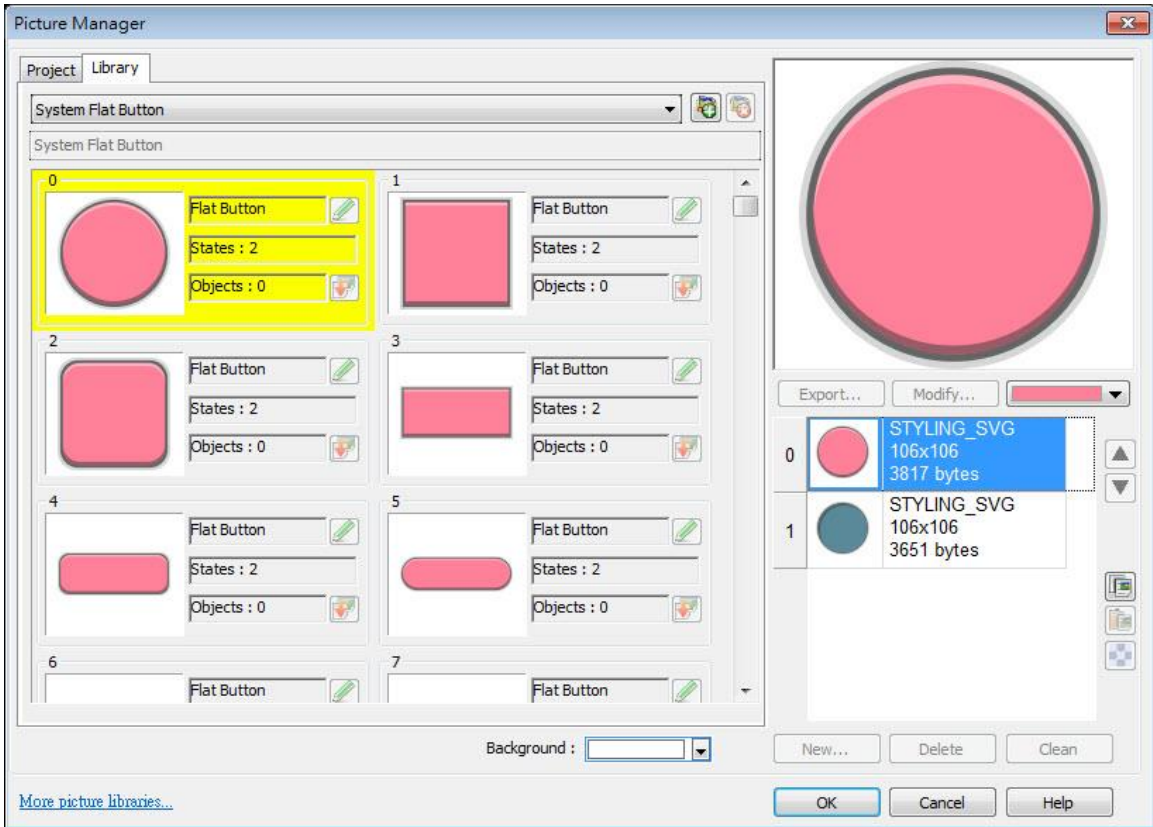 Picture Manager
Project Library
System Flat Button
System Flat Button
0
Flat Button
States : 2
Objects : 0
1
Flat Button
States : 2
Objects : 0
2
Flat Button
States : 2
Objects : 0
3
Flat Button
States : 2
Objects : 0
4
Flat Button
States : 2
Objects : 0
5
Flat Button
States : 2
Objects : 0
6
Flat Button
7
Flat Button
Background :
More picture libraries...
Export... Modify...
0
STYLING_SVG
106x106
3817 bytes
1
STYLING_SVG
106x106
3651 bytes
New... Delete Clean
OK Cancel Help